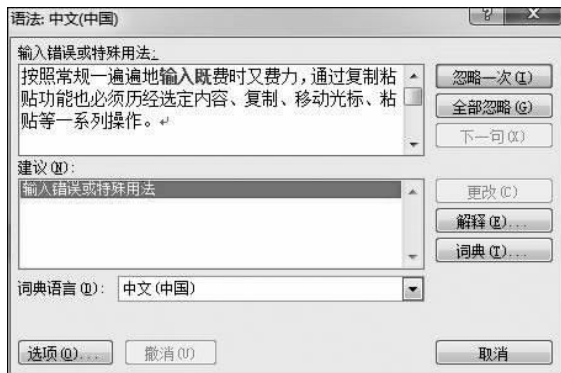 语法: 中文(中国)
输入错误或特殊用法:
按照常规一遍遍地输入既费时又费力，通过复制粘
贴功能也必须历经选定内容、复制、移动光标、粘
贴等一系列操作。↵
忽略一次(I)
全部忽略(G)
下一句(X)
建议(N):
输入错误或特殊用法
更改(C)
解释(E)...
词典(T)...
词典语言(D): 中文(中国)
选项(O)... 撤消(U) 取消